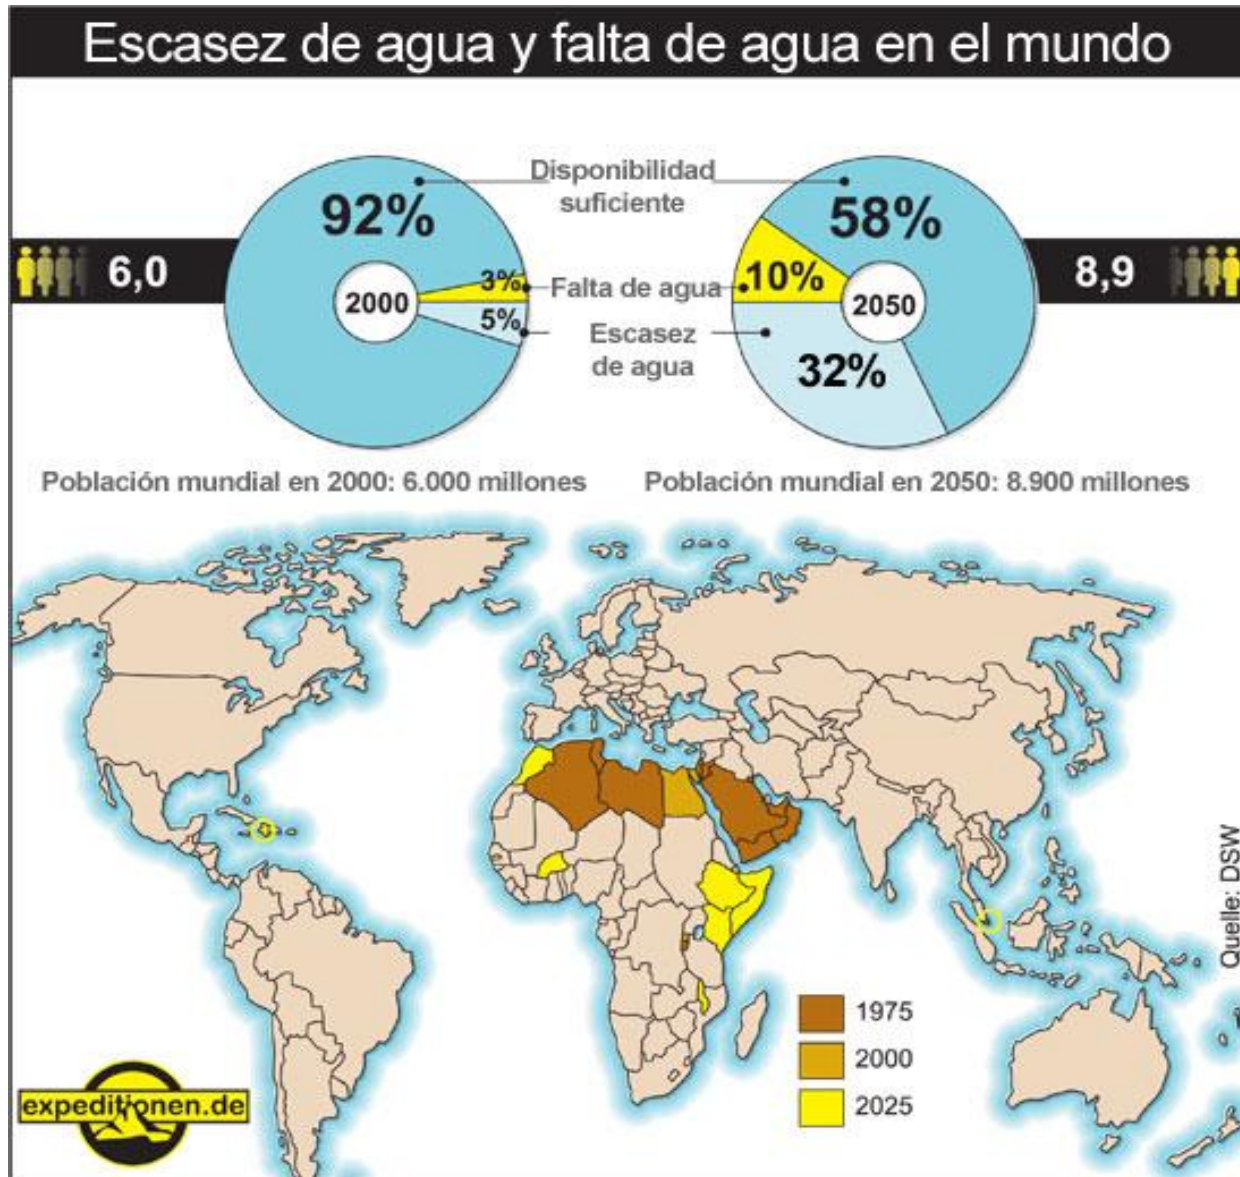 Escasez de agua y falta de agua en el mundo
Disponibilidad
suficiente
92%
58%
6,0
3%
Falta de agua
10%
8,9
2000
2050
5%
Escasez
de agua
32%
Población mundial en 2000: 6.000 millones
Población mundial en 2050: 8.900 millones
Quelle: DSW
1975
2000
2025
expeditionen.de